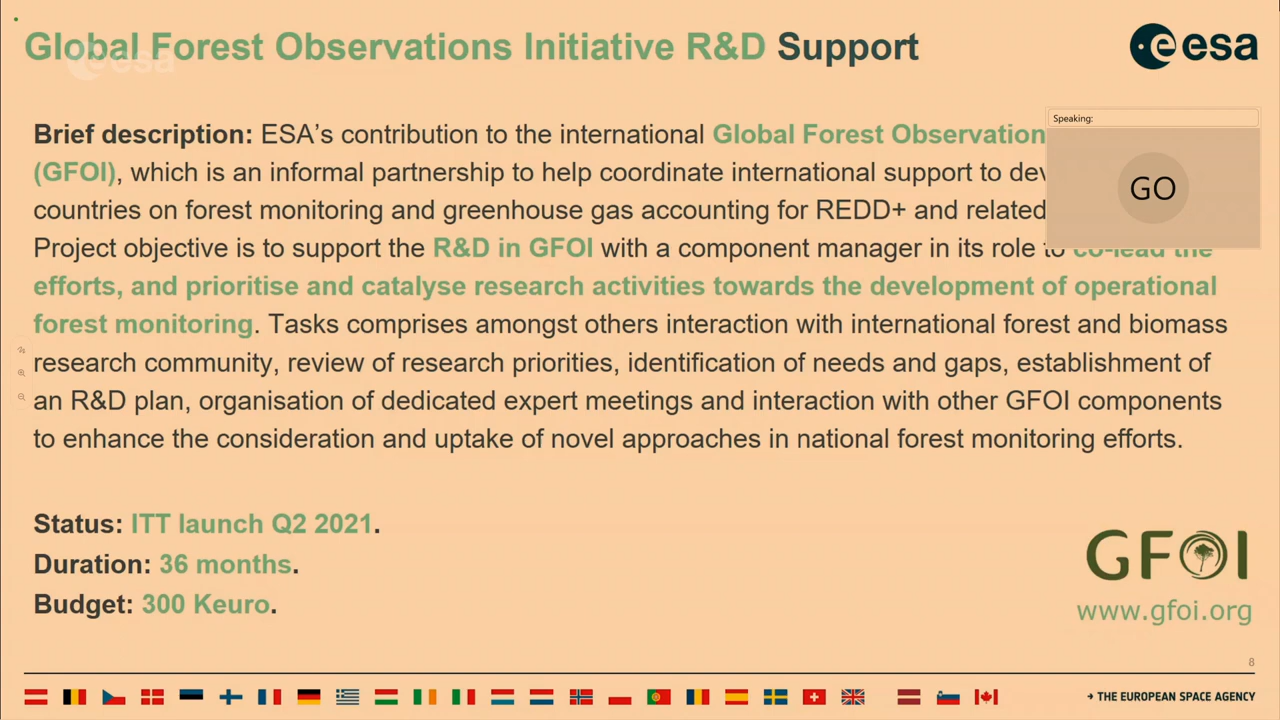 Global Forest Observations Initiative R&D Support
esa
esa
Brief description: ESA's contribution to the international Global Forest Observation
Speaking:
(GFOI), which is an informal partnership to help coordinate international support to dev
GO
countries on forest monitoring and greenhouse gas accounting for REDD+ and related
Project objective is to support the R&D in GFOI with a component manager in its role to co-lead the
efforts, and prioritise and catalyse research activities towards the development of operational
forest monitoring. Tasks comprises amongst others interaction with international forest and biomass
research community, review of research priorities, identification of needs and gaps, establishment of
an R&D plan, organisation of dedicated expert meetings and interaction with other GFOI components
to enhance the consideration and uptake of novel approaches in national forest monitoring efforts.
Status: ITT launch Q2 2021.
Duration: 36 months.
Budget: 300 Keuro.
GFOI
www.gfoi.org
8
→ THE EUROPEAN SPACE AGENCY